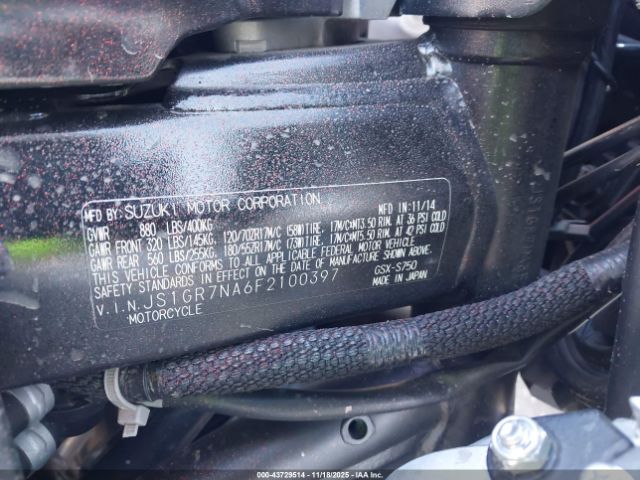 MFD BY: SUZUKI MOTOR CORPORATION MFD IN: 11/14
GVWR 880 LBS/400KG
GAWR FRONT 320 LBS/145KG, 120/70ZR17M/C (58W)TIRE, 17M/C×MT3.50 RIM, AT 36 PSI COLD
GAWR REAR 560 LBS/255KG, 180/55ZR17M/C (73W)TIRE, 17M/C×MT5.50 RIM, AT 42 PSI COLD
THIS VEHICLE CONFORMS TO ALL APPLICABLE FEDERAL MOTOR VEHICLE
SAFETY STANDARDS IN EFFECT ON THE DATE OF MANUFACTURE SHOWN ABOVE.
V.I.N. JS1GR7NA6F2100397 GSX-S750
MOTORCYCLE MADE IN JAPAN
000-43729514 - 11/18/2025 - IAAI.COM